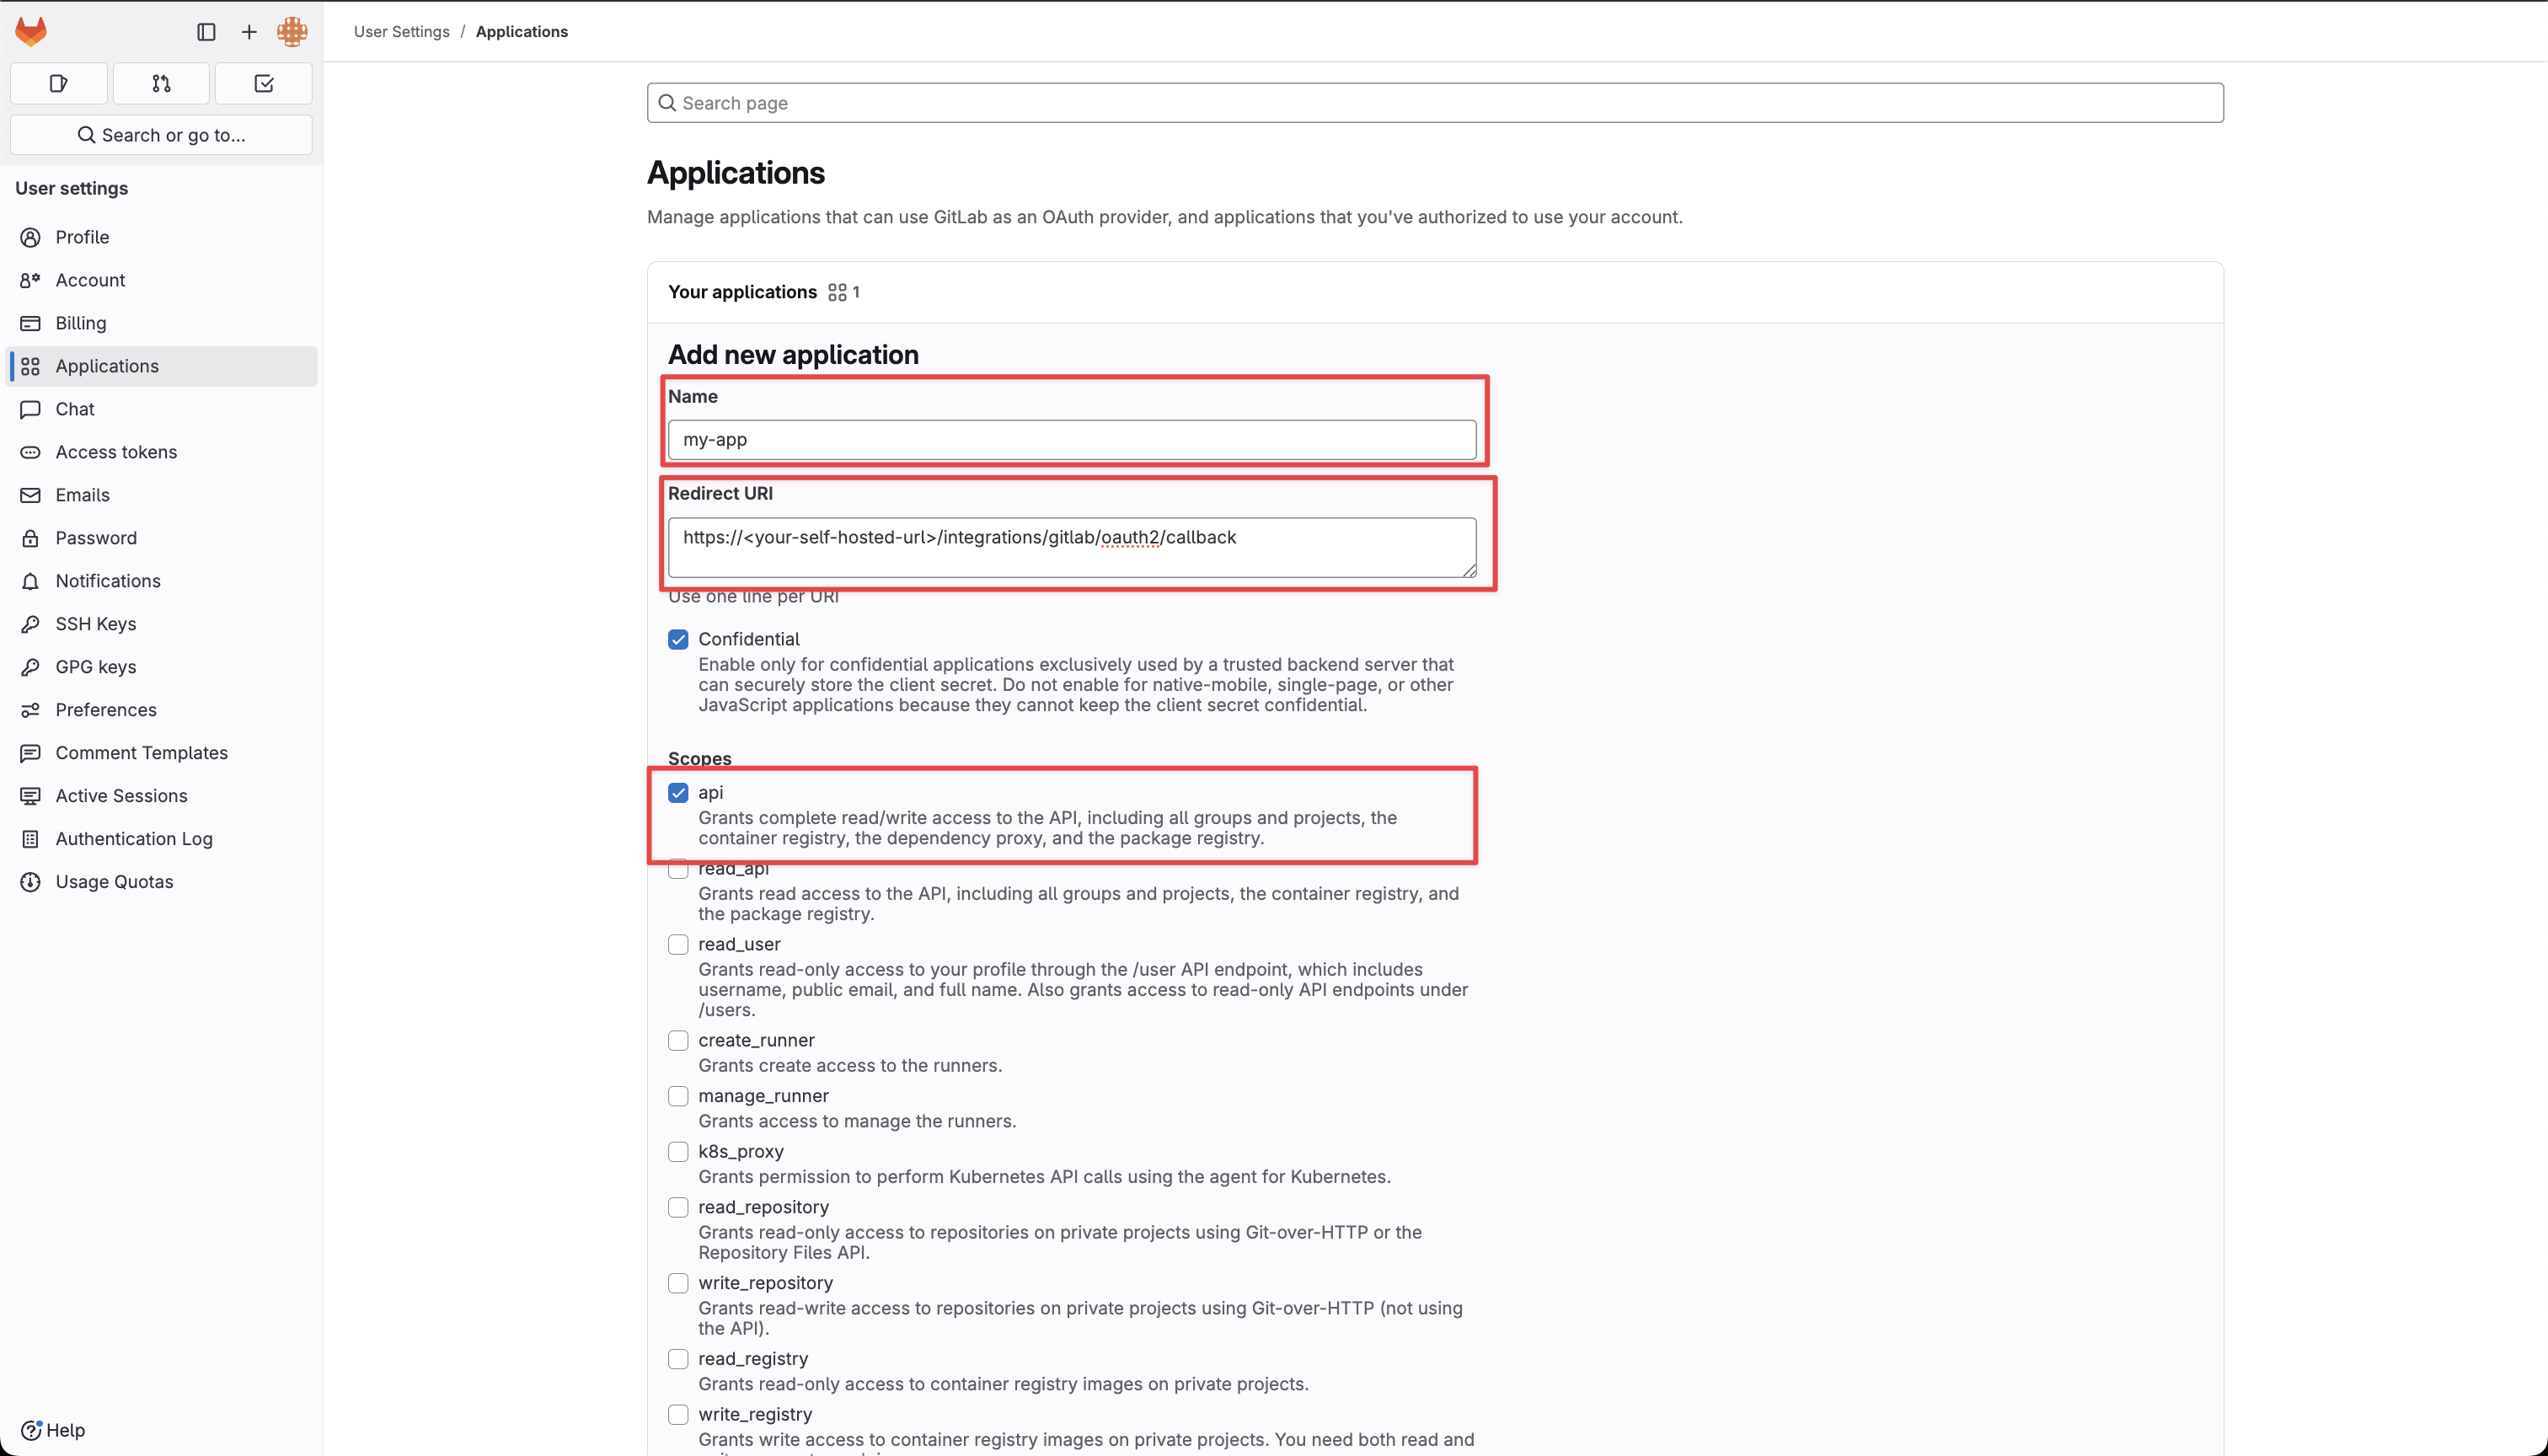 User Settings / Applications
Search or go to...
User settings
Profile
Account
Billing
Applications
Chat
Access tokens
Emails
Password
Notifications
SSH Keys
GPG keys
Preferences
Comment Templates
Active Sessions
Authentication Log
Usage Quotas
Help
Search page
Applications
Manage applications that can use GitLab as an OAuth provider, and applications that you've authorized to use your account.
Your applications 1
Add new application
Name
my-app
Redirect URI
https://<your-self-hosted-url>/integrations/gitlab/oauth2/callback
Use one line per URI
Confidential
Enable only for confidential applications exclusively used by a trusted backend server that
can securely store the client secret. Do not enable for native-mobile, single-page, or other
JavaScript applications because they cannot keep the client secret confidential.
Scopes
api
Grants complete read/write access to the API, including all groups and projects, the
container registry, the dependency proxy, and the package registry.
read_api
Grants read access to the API, including all groups and projects, the container registry, and
the package registry.
read_user
Grants read-only access to your profile through the /user API endpoint, which includes
username, public email, and full name. Also grants access to read-only API endpoints under
/users.
create_runner
Grants create access to the runners.
manage_runner
Grants access to manage the runners.
k8s_proxy
Grants permission to perform Kubernetes API calls using the agent for Kubernetes.
read_repository
Grants read-only access to repositories on private projects using Git-over-HTTP or the
Repository Files API.
write_repository
Grants read-write access to repositories on private projects using Git-over-HTTP (not using
the API).
read_registry
Grants read-only access to container registry images on private projects.
write_registry
Grants write access to container registry images on private projects. You need both read and